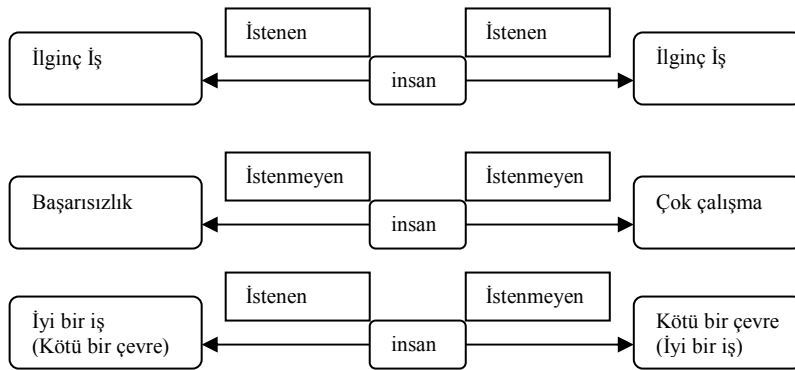 İstenen
İstenen
İlginç İş
insan
İlginç İş
İstenmeyen
İstenmeyen
Başarısızlık
insan
Çok çalışma
İstenen
İstenmeyen
İyi bir iş
(Kötü bir çevre)
insan
Kötü bir çevre
(İyi bir iş)